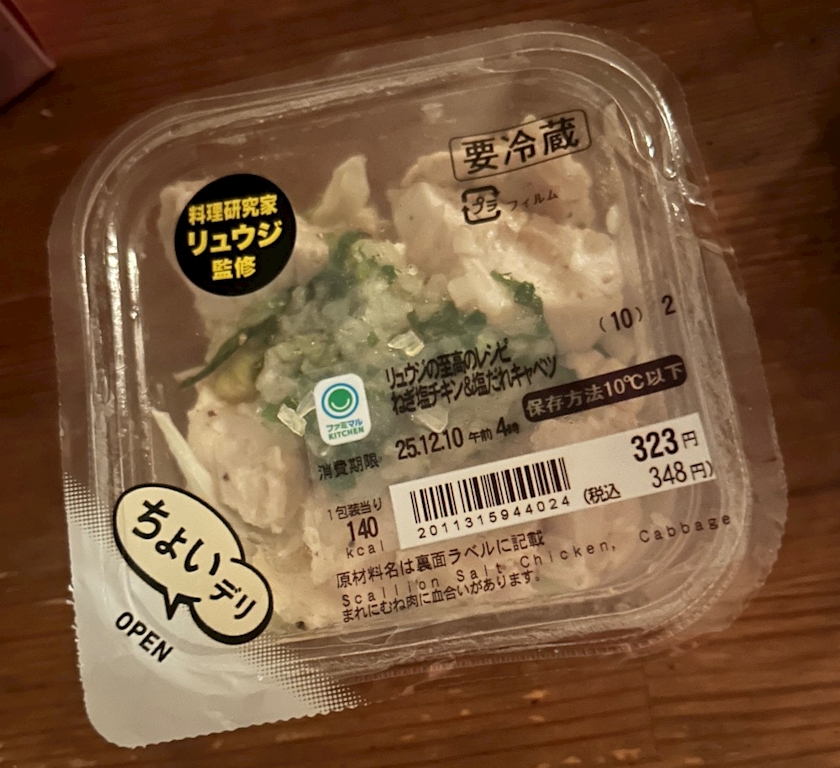 要冷蔵
プラ フィルム
料理研究家
リュウジ
監修
(10) 2
リュウジの至高のレシピ
ねぎ塩チキン&塩だれキャベツ
保存方法10℃以下
ファミマル
KITCHEN
消費期限 25.12.10 午前 4時
323円
(税込 348円)
2011315944024
1包装当り
140
kcal
原材料名は裏面ラベルに記載
Scallion Salt Chicken, Cabbage
まれにむね肉に血合いがあります。
ちょい
デリ
OPEN